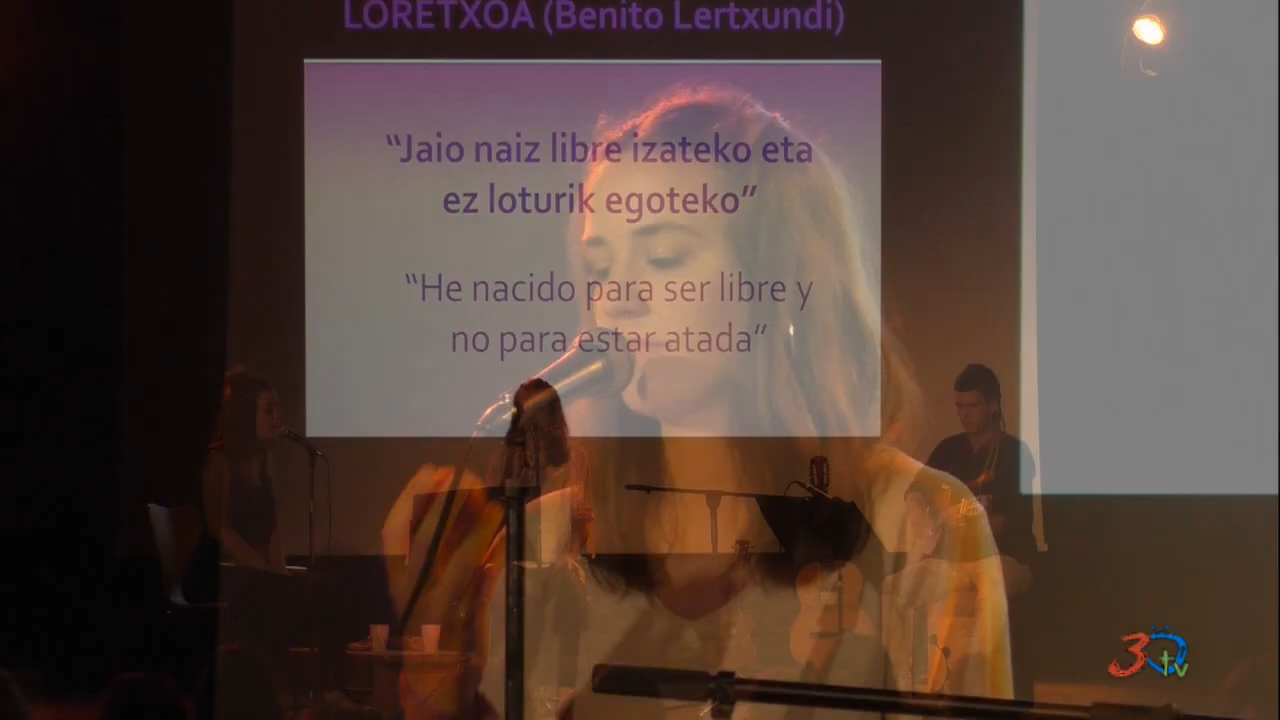 LORETXOA (Benito Lertxundi)
“Jaio naiz libre izateko eta
ez loturik egoteko”
“He nacido para ser libre y
no para estar atada”
3Dtv